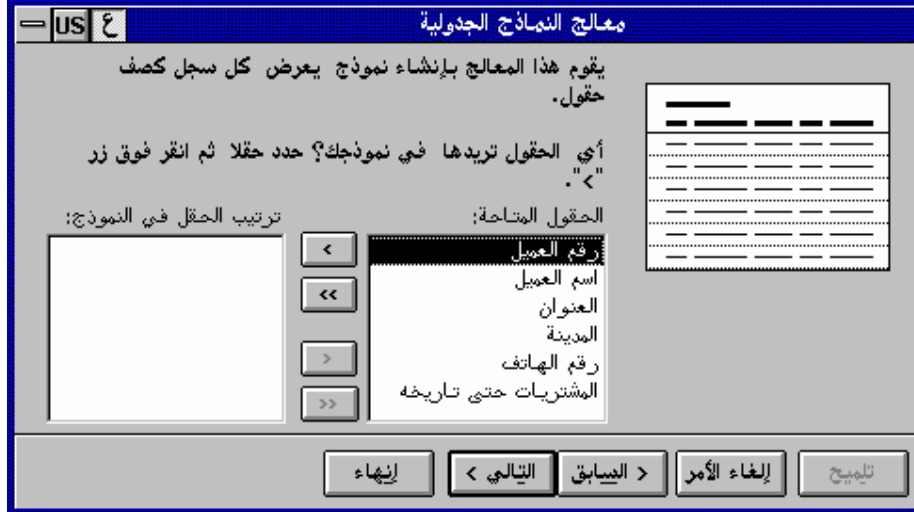 معالج النماذج الجدولية
ع US
يقوم هذا المعالج بإنشاء نموذج يعرض كل سجل كصف
حقول.
أي الحقول تريدها في نموذجك؟ حدد حقلا ثم انقر فوق زر
"<".
الحقول المتاحة:
رقم العميل
اسم العميل
العنوان
المدينة
رقم الهاتف
المشتريات حتى تاريخه
<
<<
>
>>
ترتيب الحقل في النموذج:
تلميح
إلغاء الأمر
< السابق
التالي >
إنهاء